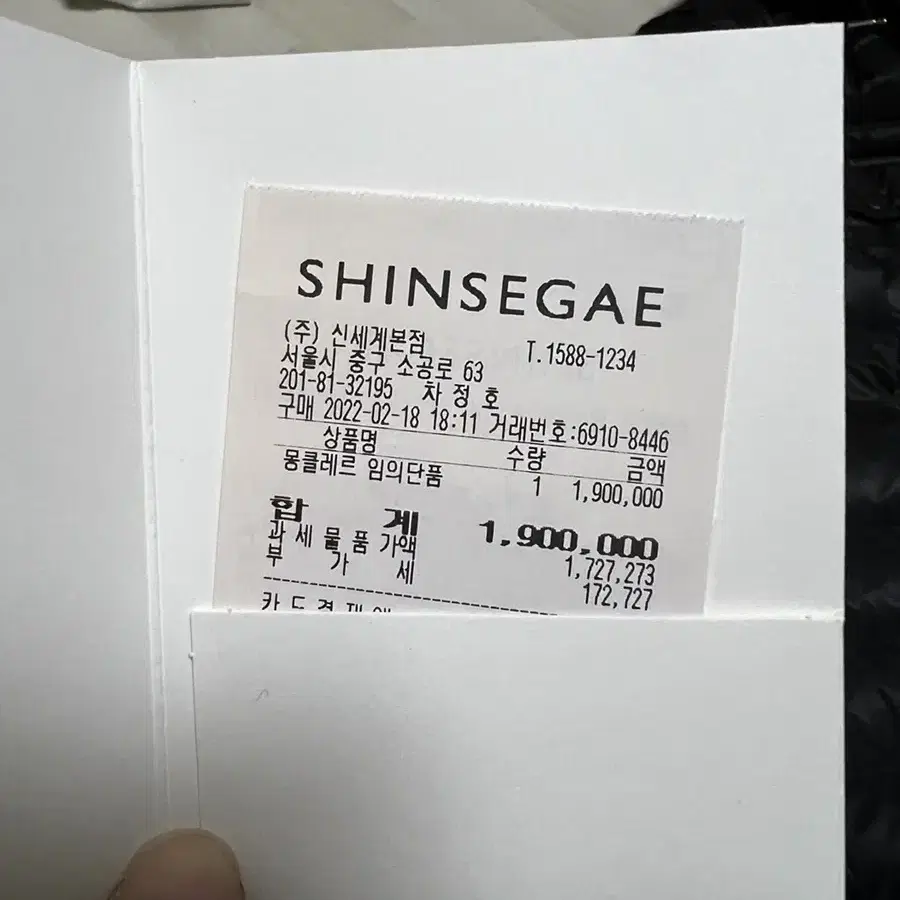 SHINSEGAE
(주) 신세계본점 T.1588-1234
서울시 중구 소공로 63
201-81-32195 차 정 호
구매 2022-02-18 18:11 거래번호:6910-8446
상품명 수량 금액
몽클레르 임의단품 1 1,900,000
합 계 1,900,000
과 세 물 품 가액 1,727,273
부 가 세 172,727